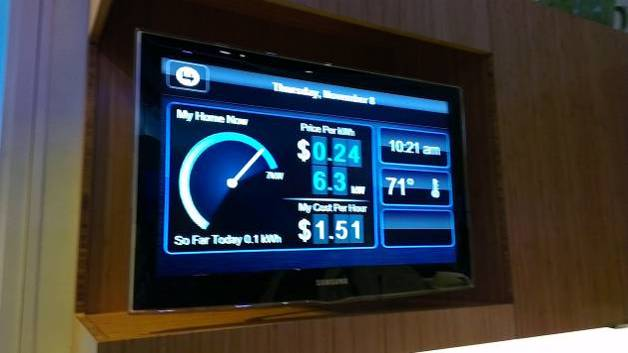 Thursday, November 8
My Home Now
Price Per kWh
$0.24
7kW
6.3 kW
My Cost Per Hour
$1.51
So Far Today 0.1 kWh
10:21 am
71°
SAMSUNG